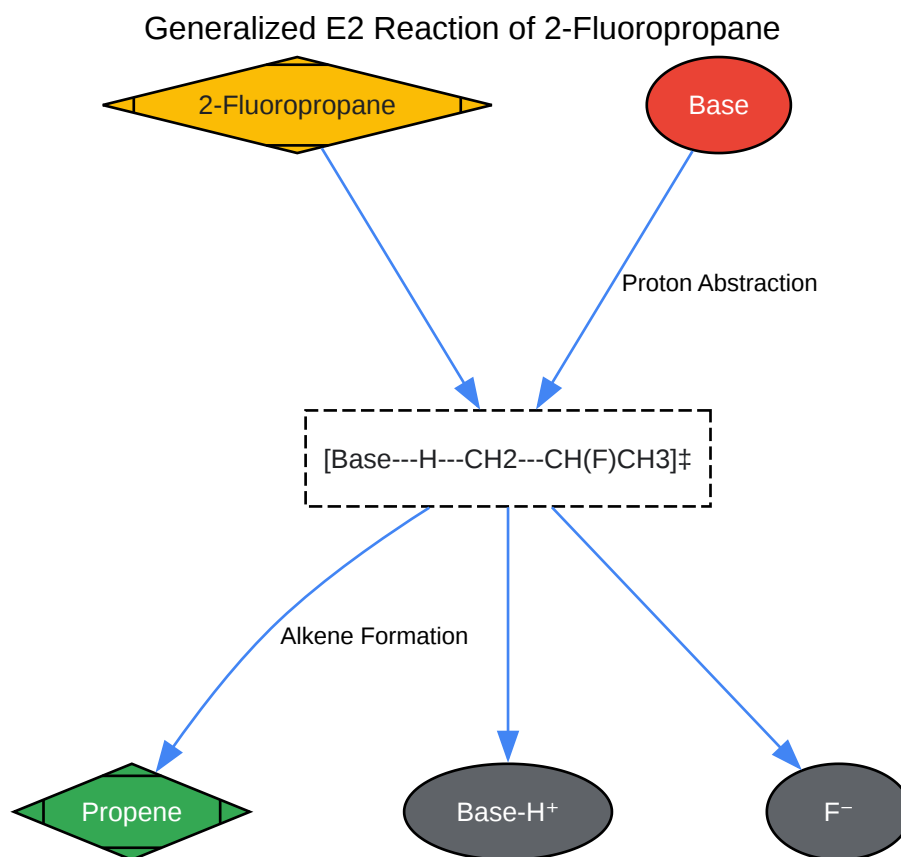 Generalized E2 Reaction of 2-Fluoropropane
2-Fluoropropane
Base
Proton Abstraction
[Base---H---CH2---CH(F)CH3]‡
Alkene Formation
Propene
Base-H⁺
F⁻